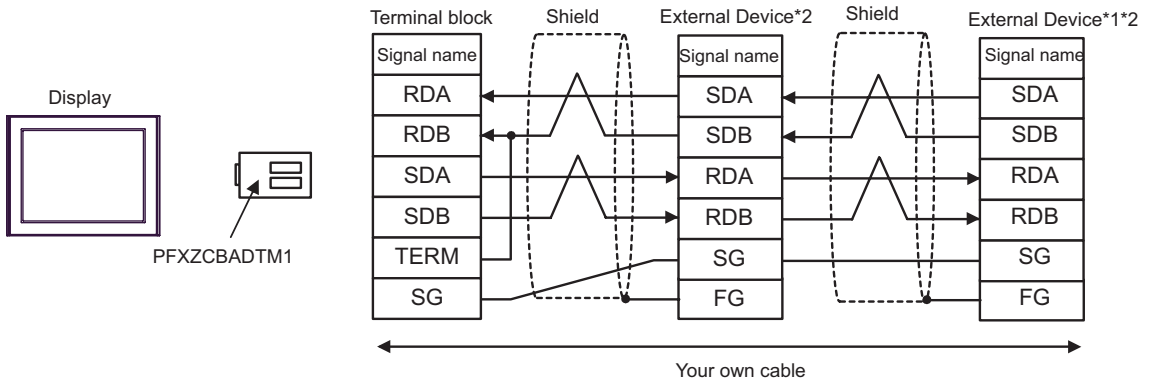 Terminal block
Shield
External Device*2
Shield
External Device*1*2
Signal name
Signal name
Signal name
RDA
SDA
SDA
Display
RDB
SDB
SDB
SDA
RDA
RDA
SDB
RDB
RDB
PFXZCBADTM1
TERM
SG
SG
SG
FG
FG
Your own cable